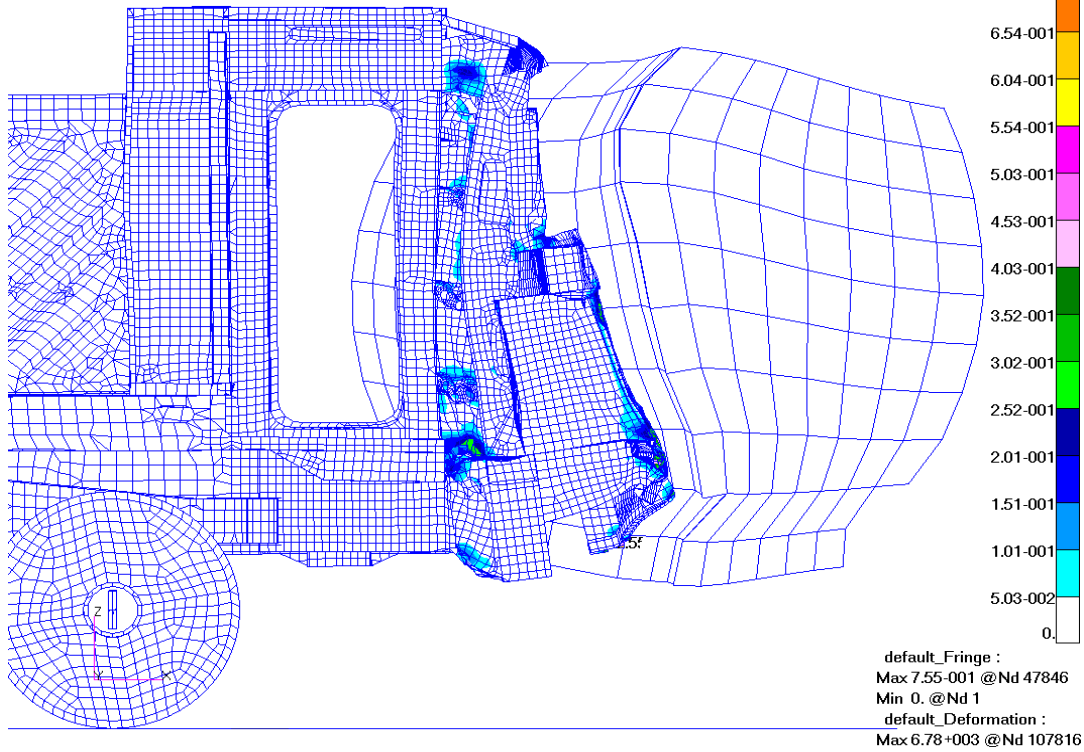 6.54-001
6.04-001
5.54-001
5.03-001
4.53-001
4.03-001
3.52-001
3.02-001
2.52-001
2.01-001
1.51-001
1.01-001
5.03-002
0.
Z
X
default_Fringe :
Max 7.55-001 @Nd 47846
Min 0. @Nd 1
default_Deformation :
Max 6.78+003 @Nd 107816